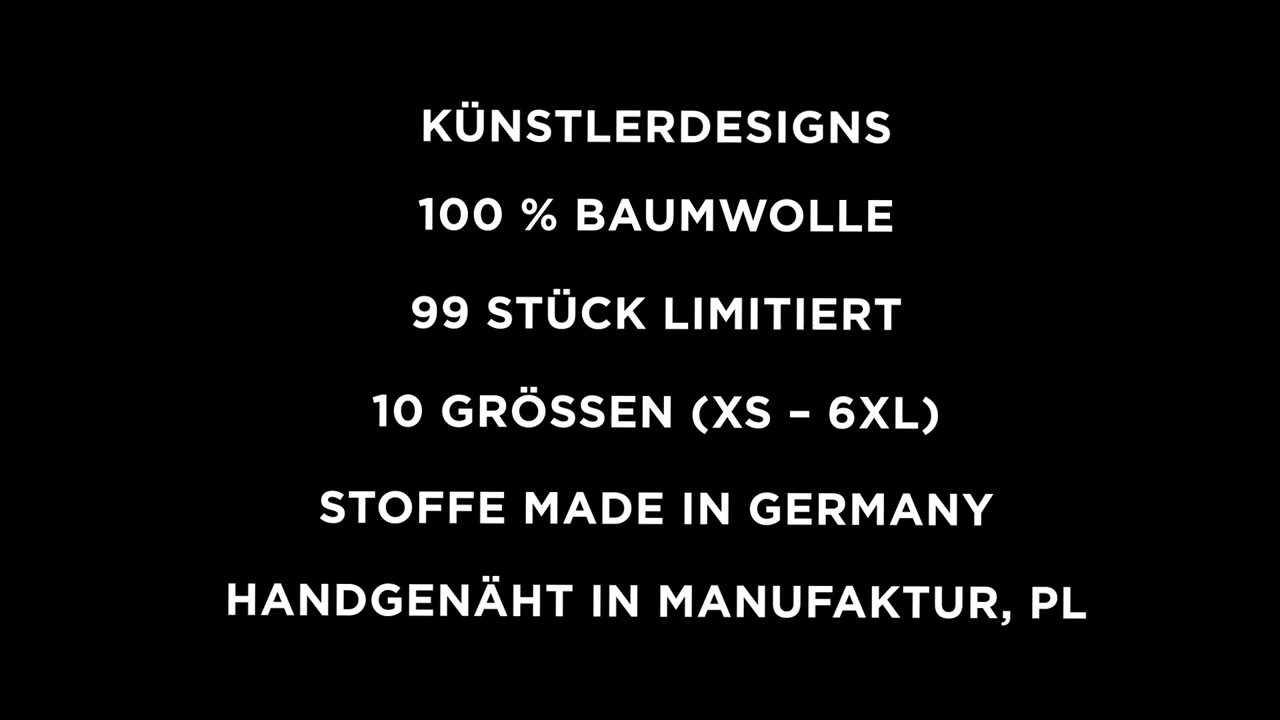 KÜNSTLERDESIGNS
100 % BAUMWOLLE
99 STÜCK LIMITIERT
10 GRÖSSEN (XS – 6XL)
STOFFE MADE IN GERMANY
HANDGENÄHT IN MANUFAKTUR, PL